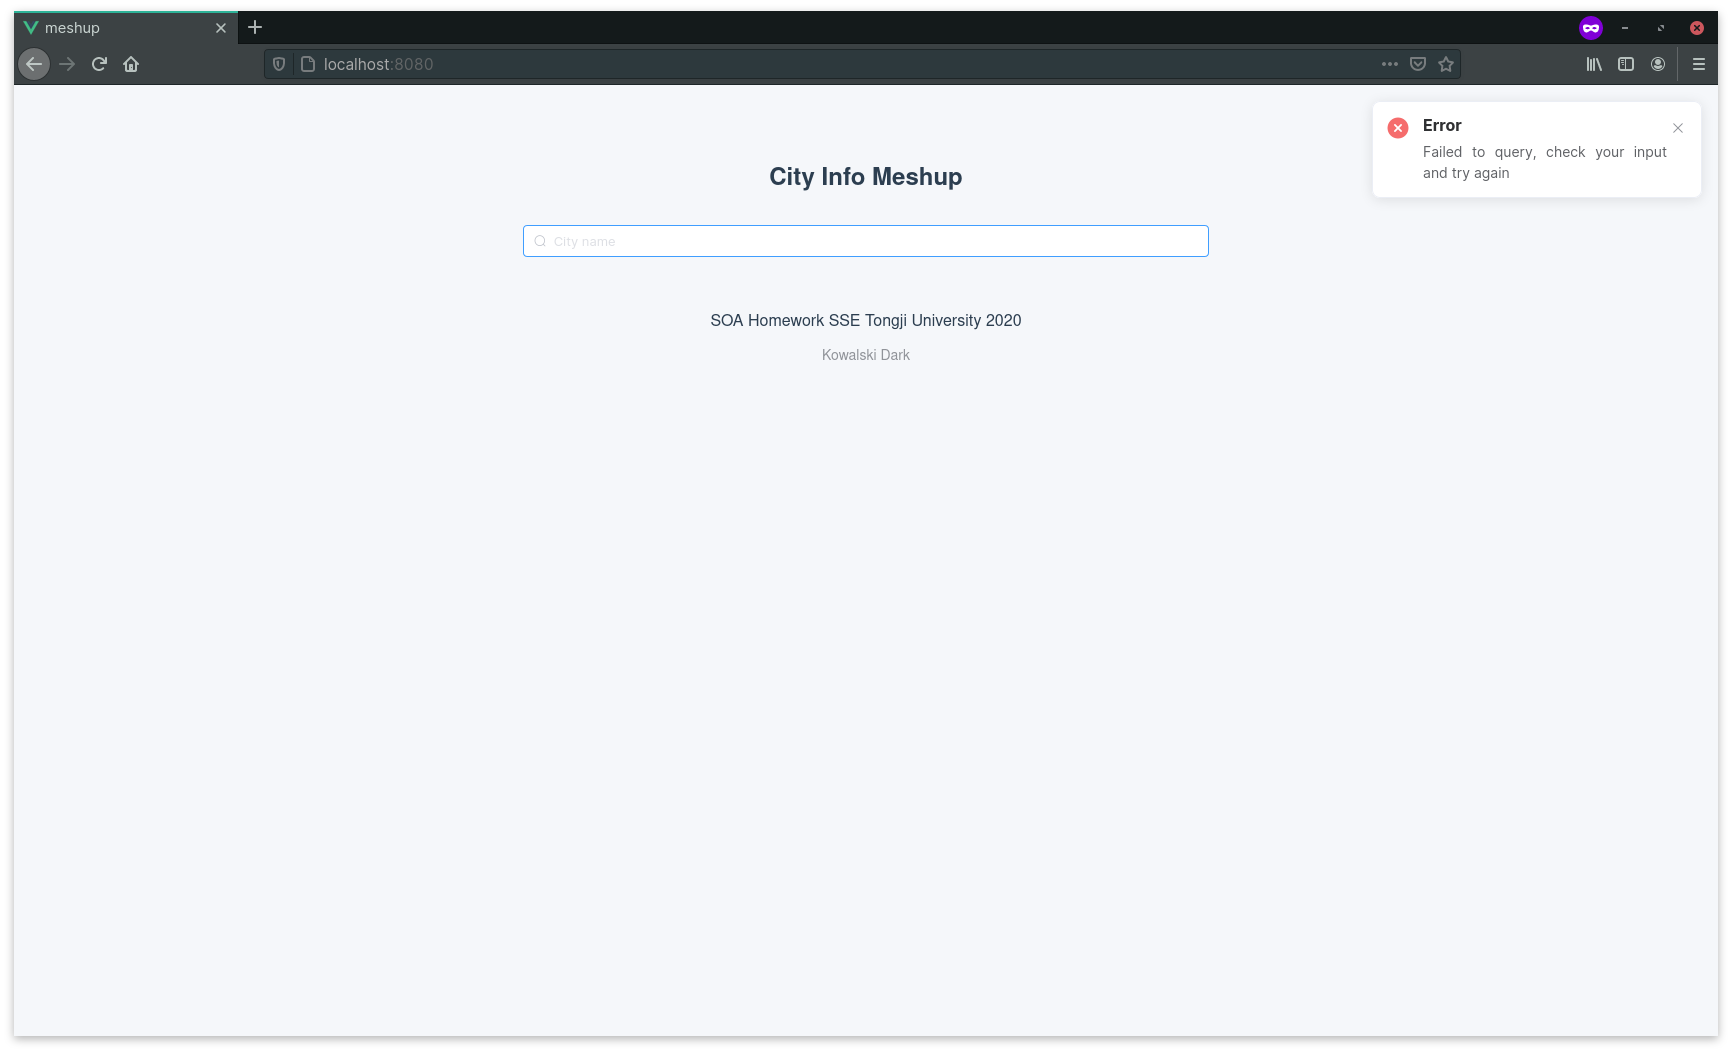 meshup
localhost:8080
Error
Failed to query, check your input
and try again
City Info Meshup
City name
SOA Homework SSE Tongji University 2020
Kowalski Dark